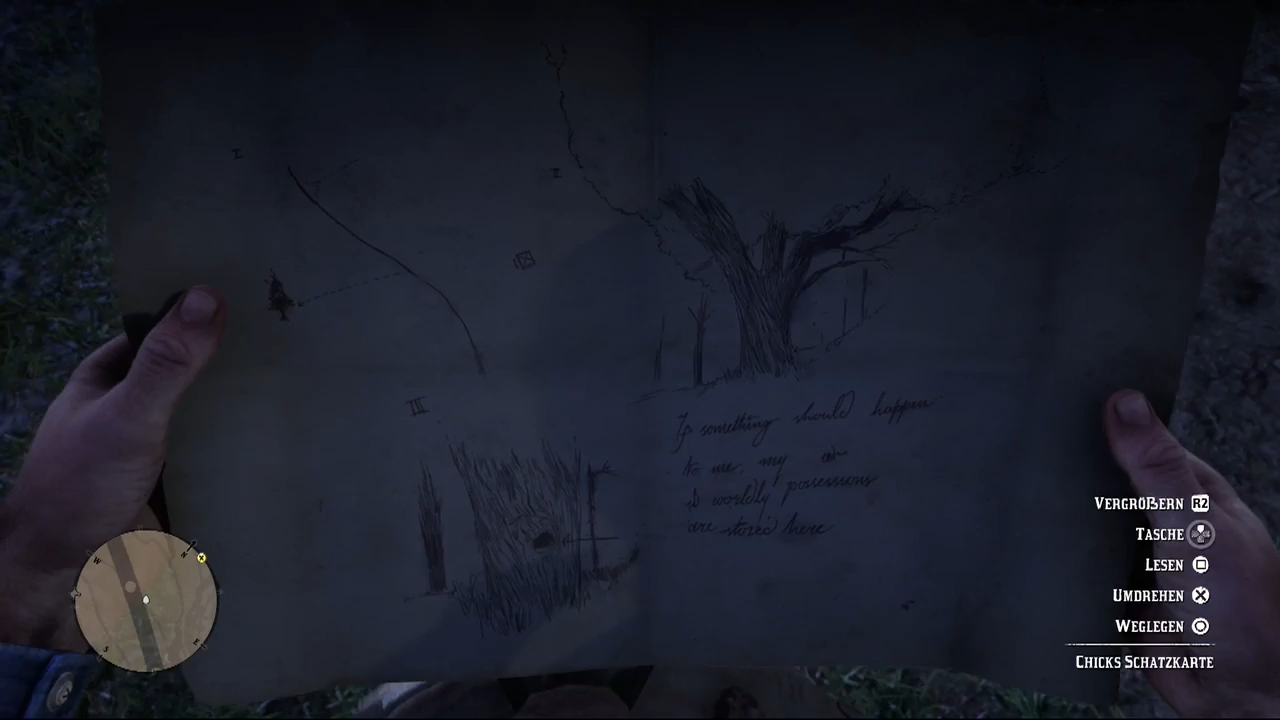 I
I
III
If something should happen
to me, my
worldly possessions
are stored here
W
N
S
E
Vergrößern R2
Tasche
Lesen
Umdrehen
Weglegen
Chicks Schatzkarte